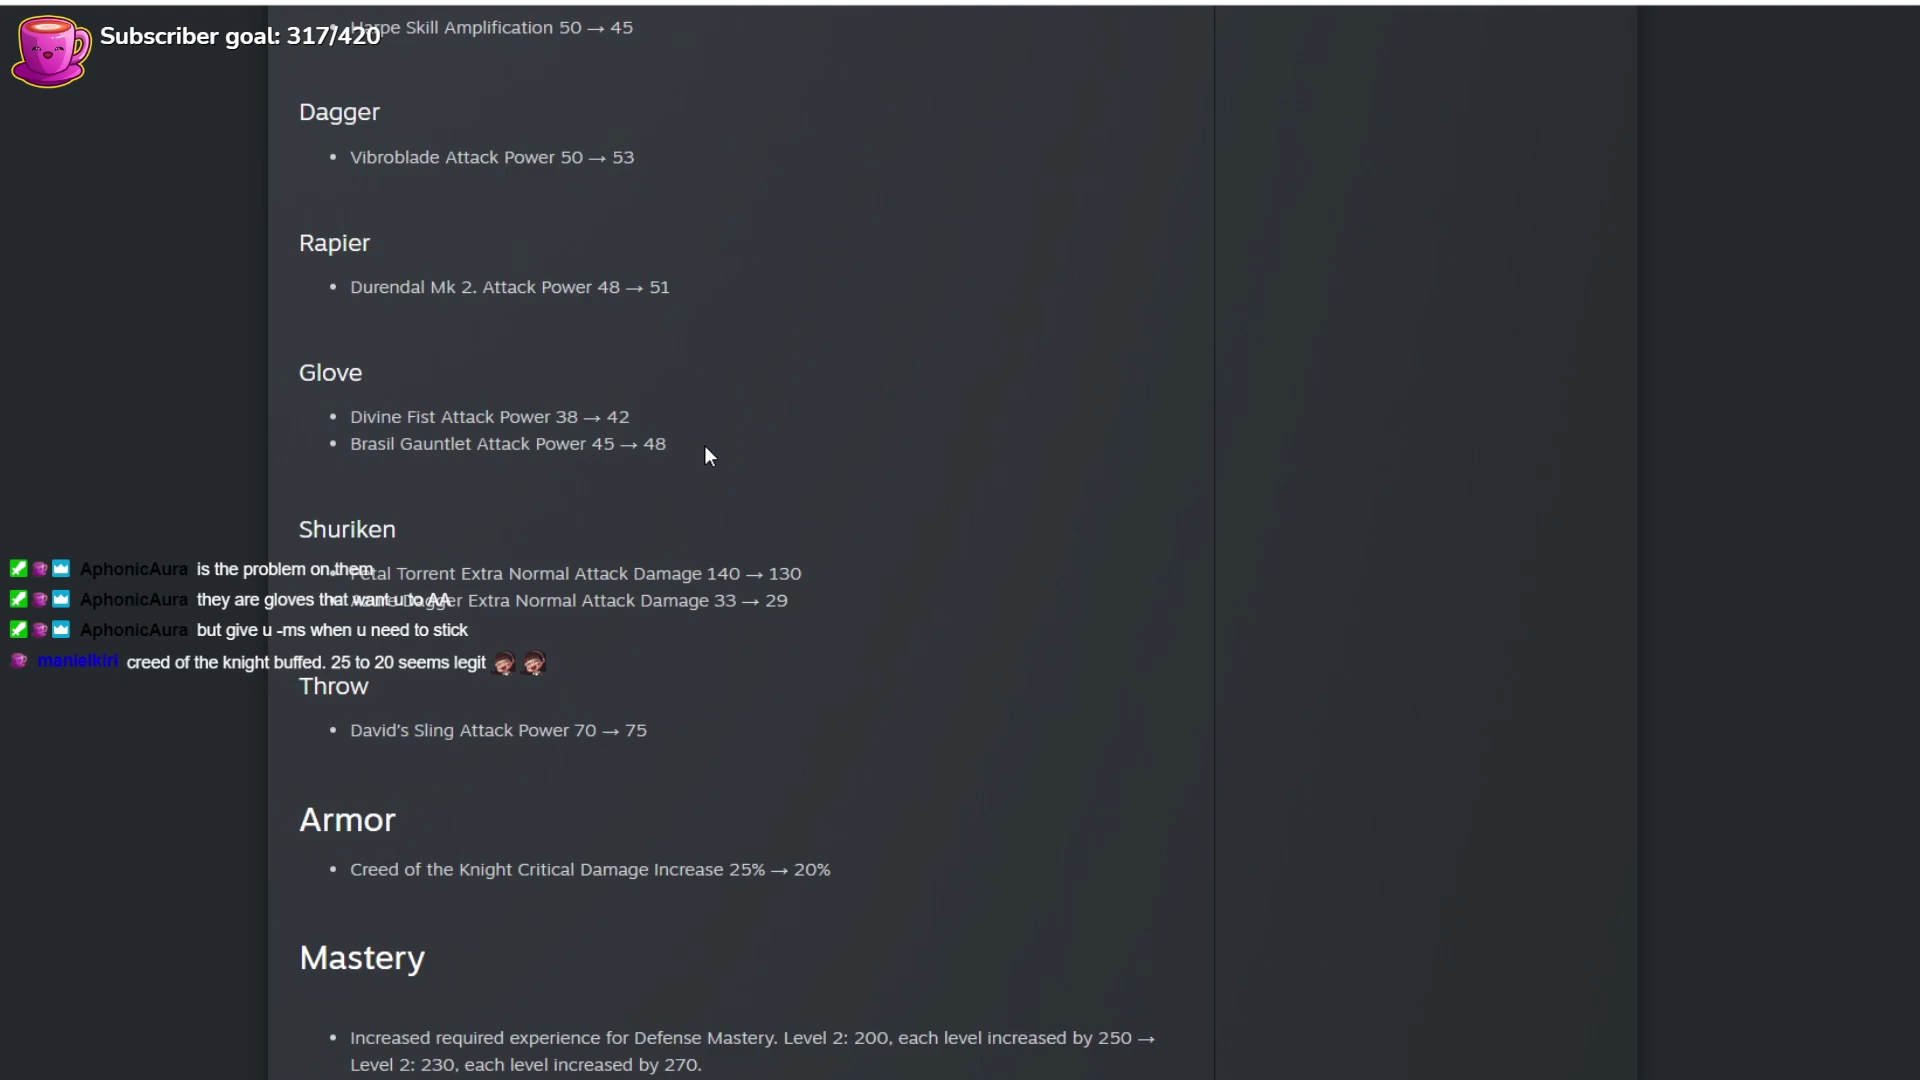 Harpe Skill Amplification 50 → 45
Subscriber goal: 317/420
Dagger
• Vibroblade Attack Power 50 → 53
Rapier
• Durendal Mk 2. Attack Power 48 → 51
Glove
• Divine Fist Attack Power 38 → 42
• Brasil Gauntlet Attack Power 45 → 48
Shuriken
Petal Torrent Extra Normal Attack Damage 140 → 130
Azure Dagger Extra Normal Attack Damage 33 → 29
AphonicAura is the problem on them
AphonicAura they are gloves that want u to AA
AphonicAura but give u -ms when u need to stick
manielkiri creed of the knight buffed. 25 to 20 seems legit
Throw
• David's Sling Attack Power 70 → 75
Armor
• Creed of the Knight Critical Damage Increase 25% → 20%
Mastery
• Increased required experience for Defense Mastery. Level 2: 200, each level increased by 250 →
Level 2: 230, each level increased by 270.